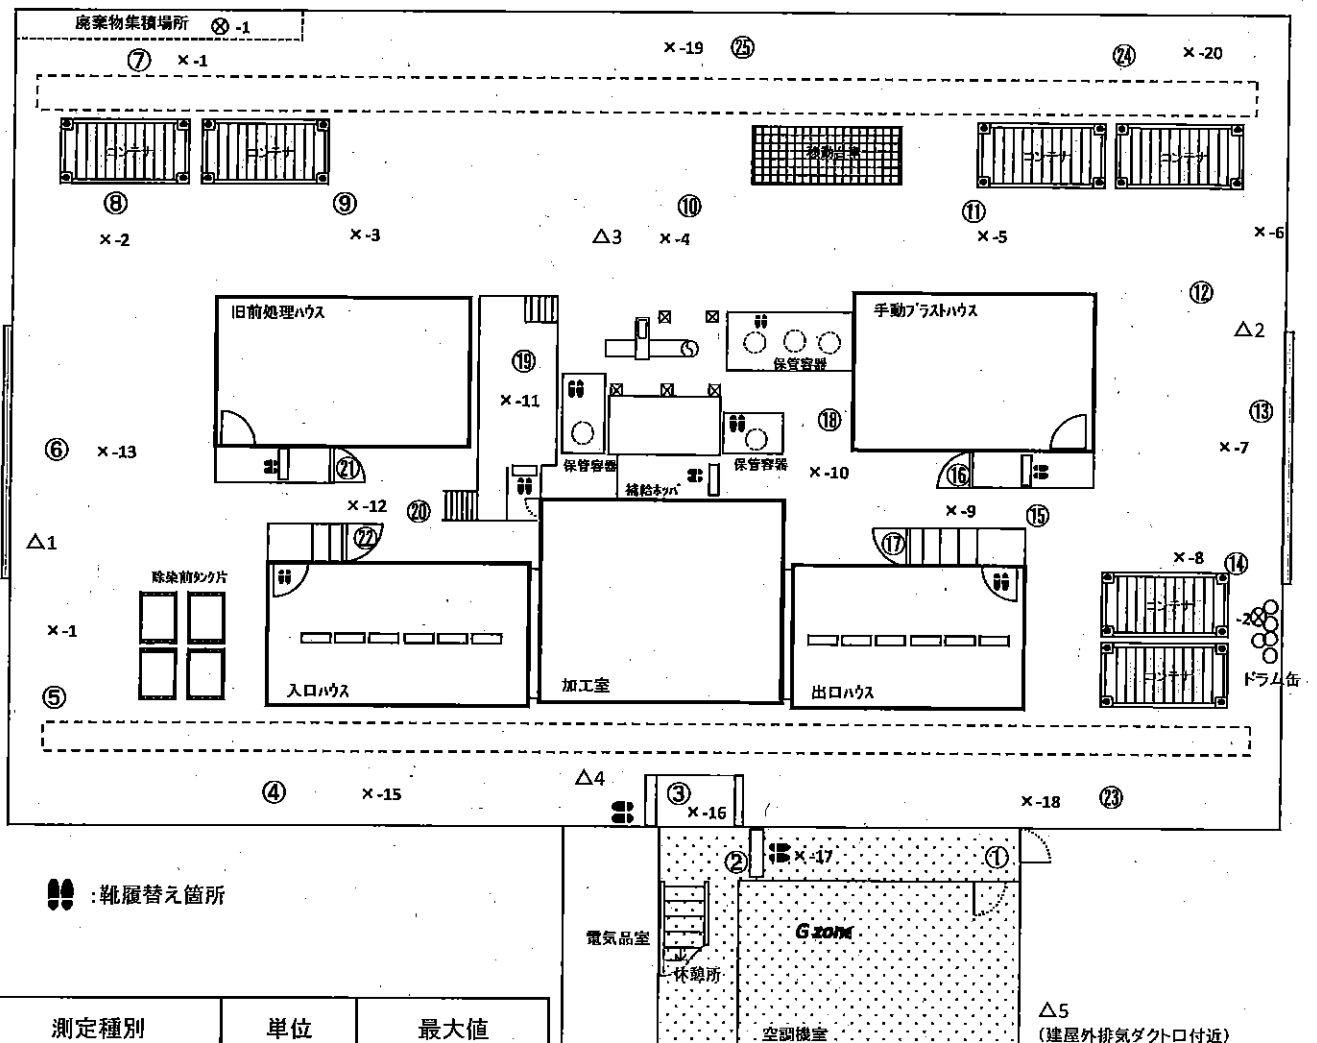 廃棄物集積場所 ⊗ -1
⑦ ×-1
×-19 ㉕
㉔ ×-20
コンテナ
コンテナ
移動台車
コンテナ
コンテナ
⑧
⑨
⑩
⑪
×-2
×-3
△3 ×-4
×-5
×-6
⑫
旧前処理ハウス
手動ブラストハウス
△2
⑲
保管容器
×-11
⑱
⑬
⑥ ×-13
保管容器
保管容器
×-7
㉑
補給ホッパ
×-10
⑯
×-12
⑳
×-9
⑮
△1
㉒
⑰
×-8
⑭
除染前タンク片
コンテナ
-2⊗
×-1
コンテナ
ドラム缶
⑤
入口ハウス
加工室
出口ハウス
④
×-15
△4
③
×-16
×-18
㉓
②
×-17
①
:靴履替え箇所
電気品室
G zone
休憩所
測定種別 単位 最大値
空調機室
△5
(建屋外排気ダクト口付近)